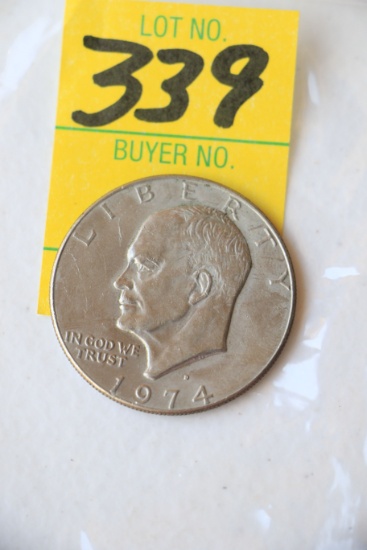 LOT NO.
339
BUYER NO.
LIBERTY
IN GOD WE
TRUST
1974